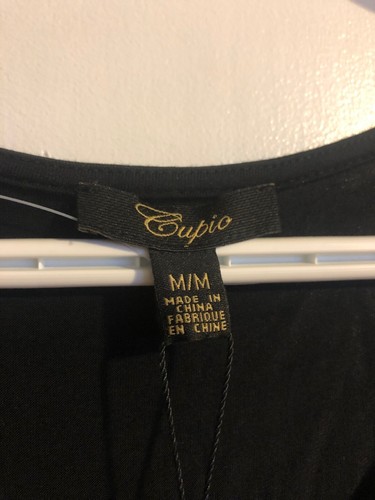 Cupio
M/M
MADE IN
CHINA
FABRIQUE
EN CHINE